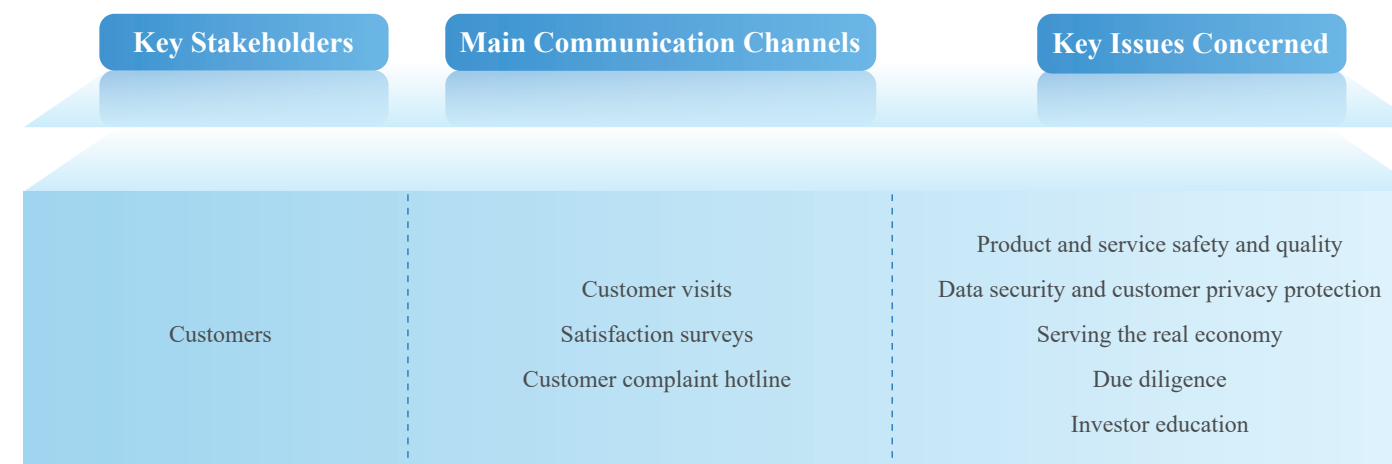 Key Stakeholders
Main Communication Channels
Key Issues Concerned
Customers
Customer visits
Satisfaction surveys
Customer complaint hotline
Product and service safety and quality
Data security and customer privacy protection
Serving the real economy
Due diligence
Investor education